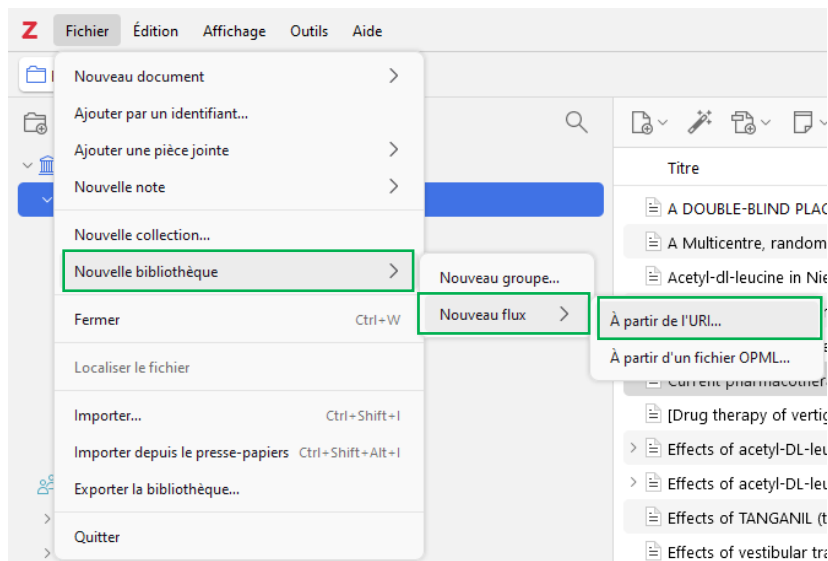 Z Fichier Édition Affichage Outils Aide
Nouveau document
Ajouter par un identifiant...
Ajouter une pièce jointe
Nouvelle note
Nouvelle collection...
Nouvelle bibliothèque
Fermer Ctrl+W
Localiser le fichier
Importer... Ctrl+Shift+I
Importer depuis le presse-papiers Ctrl+Shift+Alt+I
Exporter la bibliothèque...
Quitter
Nouveau groupe...
Nouveau flux
À partir de l'URI...
À partir d'un fichier OPML...
Titre
A DOUBLE-BLIND PLAC
A Multicentre, random
Acetyl-dl-leucine in Nie
Current pharmacother
[Drug therapy of vertig
Effects of acetyl-DL-leu
Effects of acetyl-DL-leu
Effects of TANGANIL (t
Effects of vestibular tra